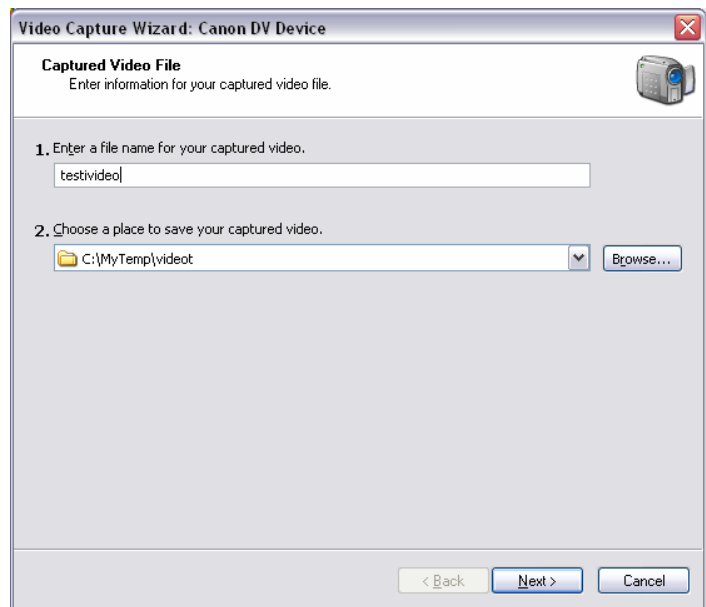 Video Capture Wizard: Canon DV Device
Captured Video File
Enter information for your captured video file.
1. Enter a file name for your captured video.
testivideo
2. Choose a place to save your captured video.
C:\MyTemp\videot
Browse...
< Back Next > Cancel